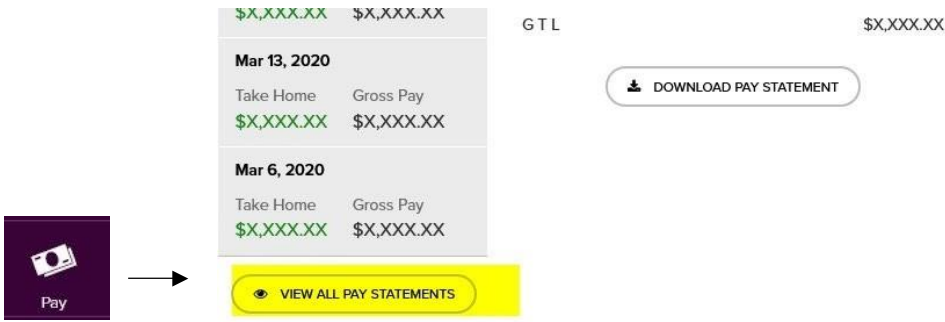 $X,XXX.XX $X,XXX.XX
Mar 13, 2020
Take Home Gross Pay
$X,XXX.XX $X,XXX.XX
Mar 6, 2020
Take Home Gross Pay
$X,XXX.XX $X,XXX.XX
VIEW ALL PAY STATEMENTS
G T L $X,XXX.XX
DOWNLOAD PAY STATEMENT
Pay